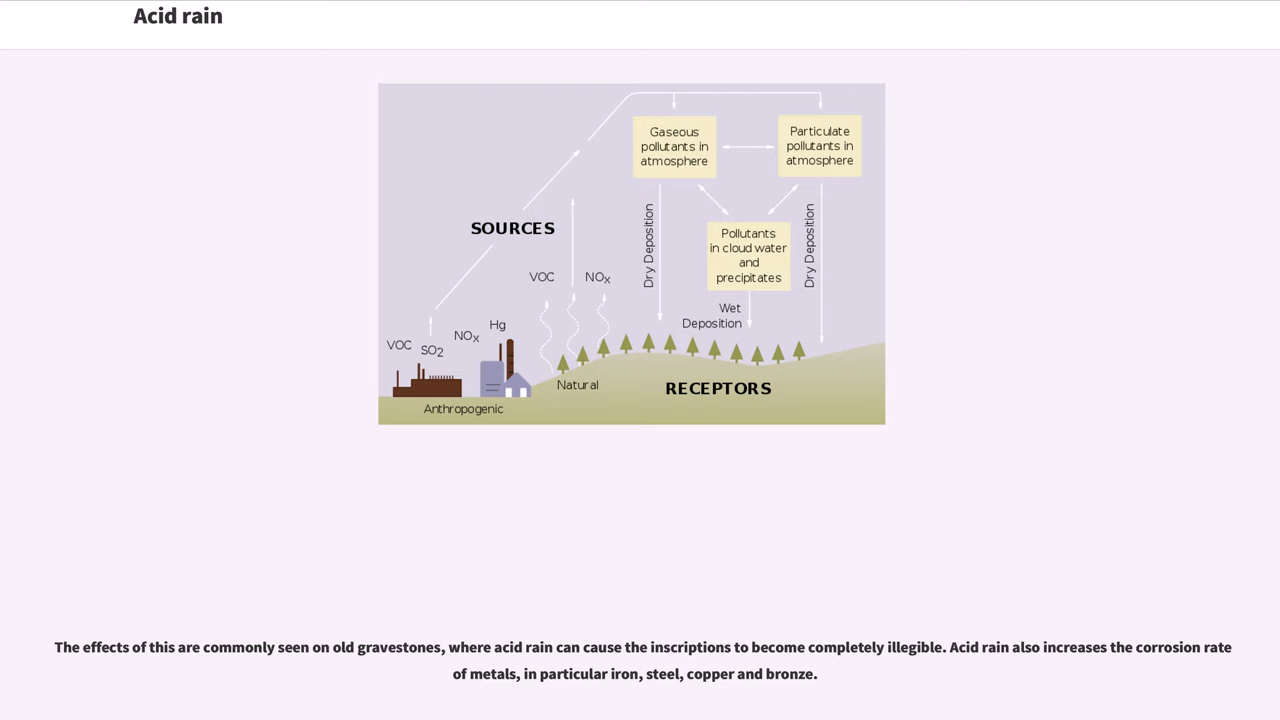 Acid rain
Gaseous
pollutants in
atmosphere
Particulate
pollutants in
atmosphere
SOURCES
Dry Deposition
Dry Deposition
Pollutants
in cloud water
and
precipitates
VOC
NOx
Wet
Deposition
VOC
SO2
NOx
Hg
Natural
RECEPTORS
Anthropogenic
The effects of this are commonly seen on old gravestones, where acid rain can cause the inscriptions to become completely illegible. Acid rain also increases the corrosion rate
of metals, in particular iron, steel, copper and bronze.